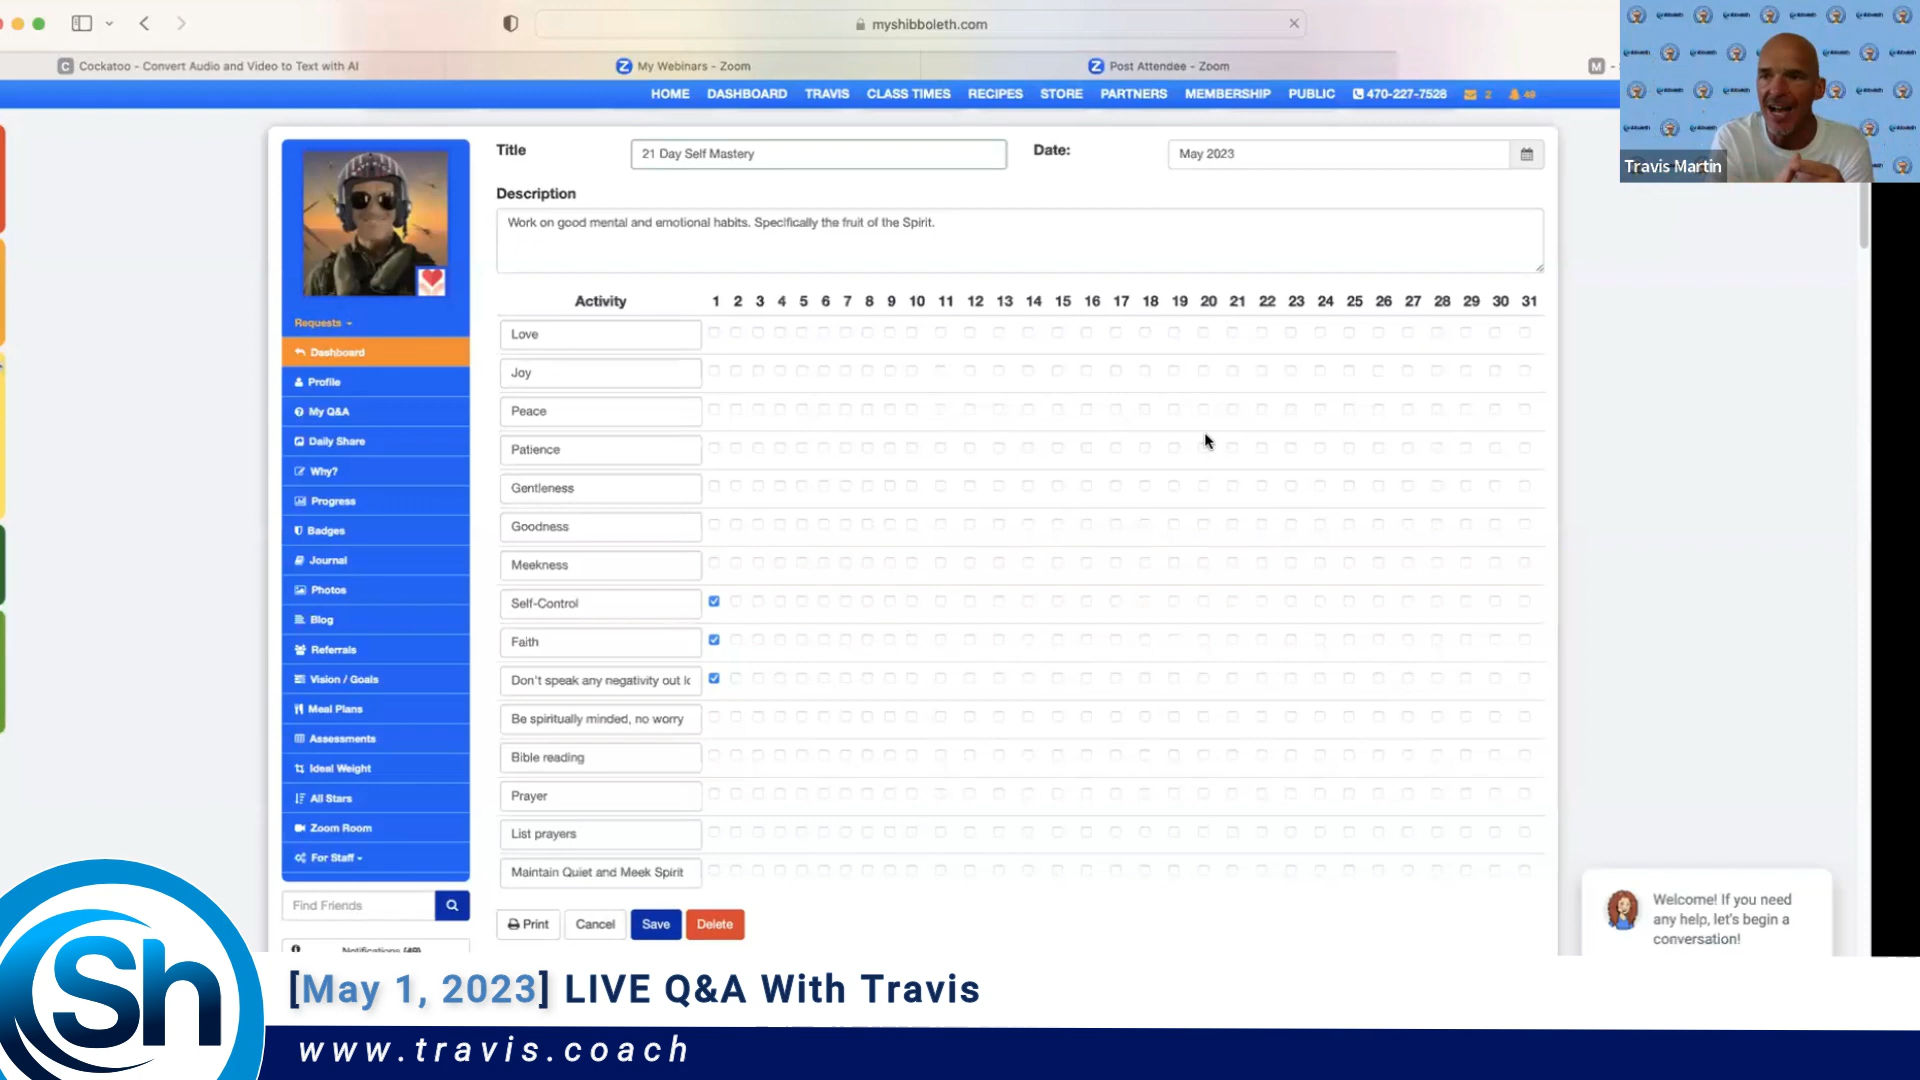 myshibboleth.com
Cockatoo - Convert Audio and Video to Text with AI
My Webinars - Zoom
Post Attendee - Zoom
HOME DASHBOARD TRAVIS CLASS TIMES RECIPES STORE PARTNERS MEMBERSHIP PUBLIC 470-227-7528 2 49
Travis Martin
Title
21 Day Self Mastery
Date:
May 2023
Description
Work on good mental and emotional habits. Specifically the fruit of the Spirit.
Activity 1 2 3 4 5 6 7 8 9 10 11 12 13 14 15 16 17 18 19 20 21 22 23 24 25 26 27 28 29 30 31
Love
Joy
Peace
Patience
Gentleness
Goodness
Meekness
Self-Control
Faith
Don't speak any negativity out lo
Be spiritually minded, no worry
Bible reading
Prayer
List prayers
Maintain Quiet and Meek Spirit
Print Cancel Save Delete
Requests
Dashboard
Profile
My Q&A
Daily Share
Why?
Progress
Badges
Journal
Photos
Blog
Referrals
Vision / Goals
Meal Plans
Assessments
Ideal Weight
All Stars
Zoom Room
For Staff
Find Friends
Notifications (49)
Welcome! If you need
any help, let's begin a
conversation!
Sh
[May 1, 2023] LIVE Q&A With Travis
www.travis.coach